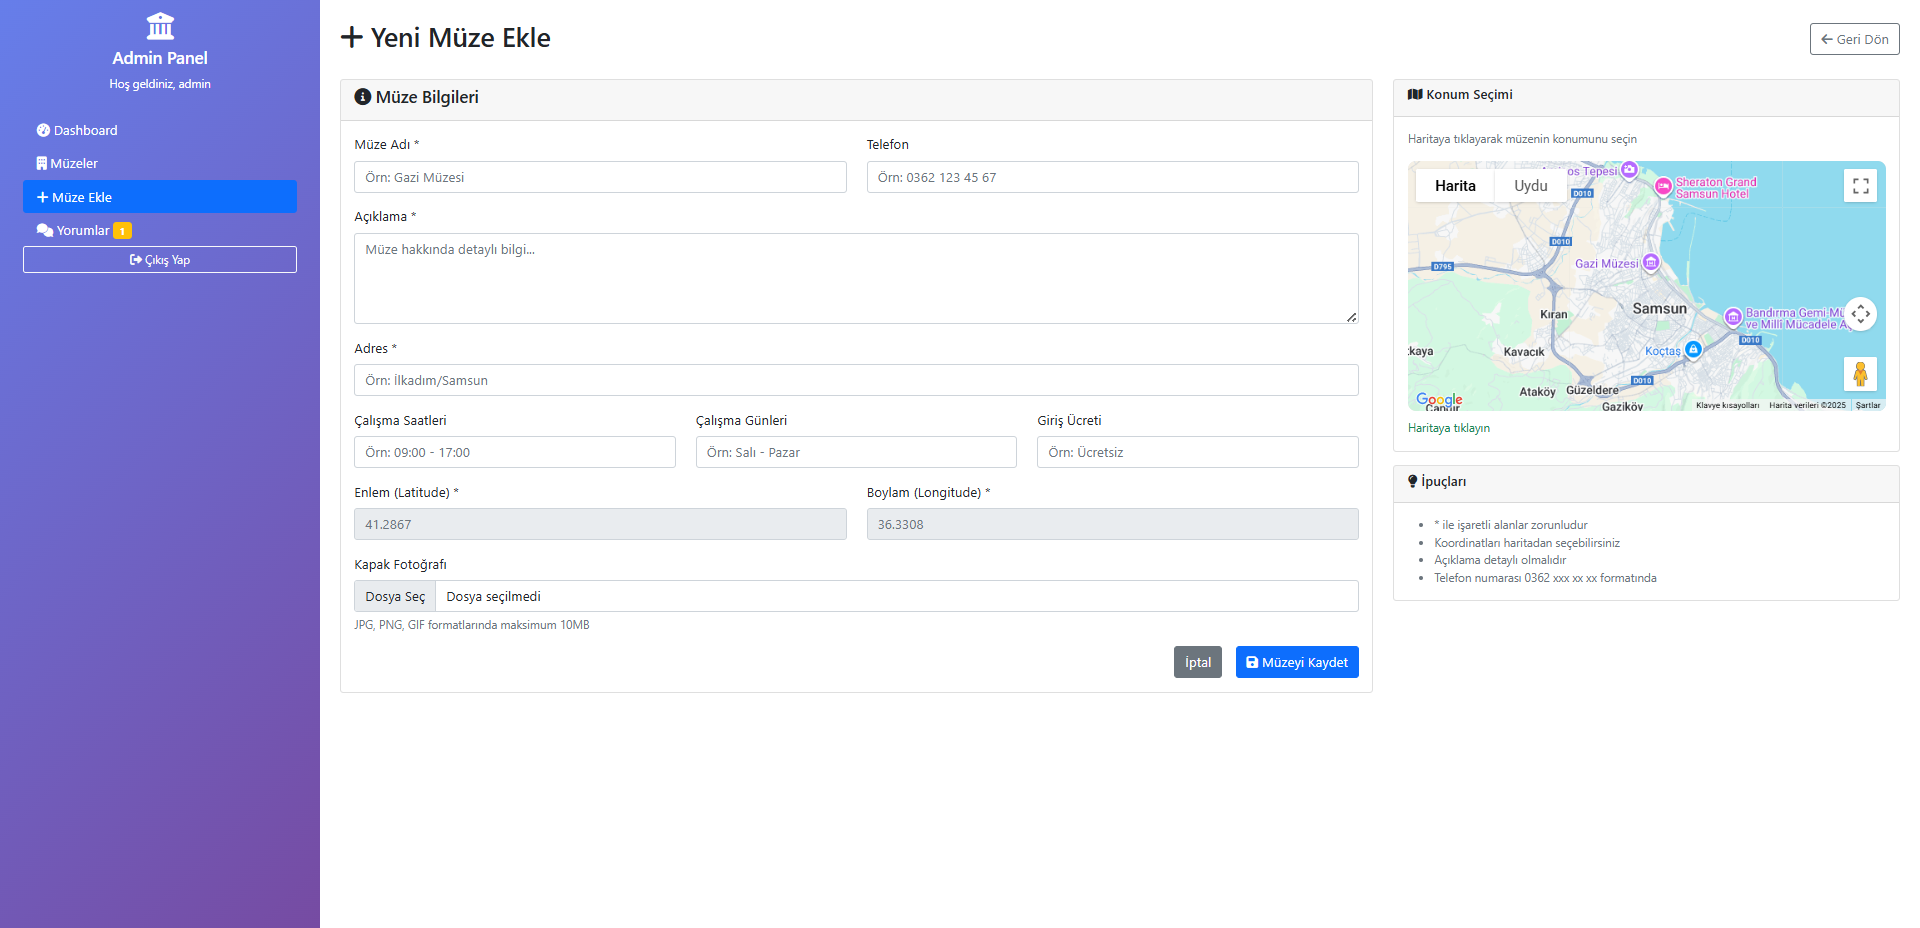 Admin Panel
Hoş geldiniz, admin
Dashboard
Müzeler
Müze Ekle
Yorumlar 1
Çıkış Yap
Yeni Müze Ekle
Geri Dön
Müze Bilgileri
Müze Adı *
Telefon
Örn: Gazi Müzesi
Örn: 0362 123 45 67
Açıklama *
Müze hakkında detaylı bilgi...
Adres *
Örn: İlkadım/Samsun
Çalışma Saatleri
Çalışma Günleri
Giriş Ücreti
Örn: 09:00 - 17:00
Örn: Salı - Pazar
Örn: Ücretsiz
Enlem (Latitude) *
Boylam (Longitude) *
41.2867
36.3308
Kapak Fotoğrafı
Dosya Seç
Dosya seçilmedi
JPG, PNG, GIF formatlarında maksimum 10MB
İptal
Müzeyi Kaydet
Konum Seçimi
Haritaya tıklayarak müzenin konumunu seçin
Harita
Uydu
Tepesi
D010
Sheraton Grand
Samsun Hotel
D010
D795
Gazi Müzesi
Samsun
Kıran
Bandırma Gemi-Mü
ve Milli Mücadele A
D010
Kavacık
Koçtaş
D010
Ataköy
Güzeldere
Gaziköy
Google
Klavye kısayolları
Harita verileri ©2025
Şartlar
Haritaya tıklayın
İpuçları
* ile işaretli alanlar zorunludur
Koordinatları haritadan seçebilirsiniz
Açıklama detaylı olmalıdır
Telefon numarası 0362 xxx xx xx formatında